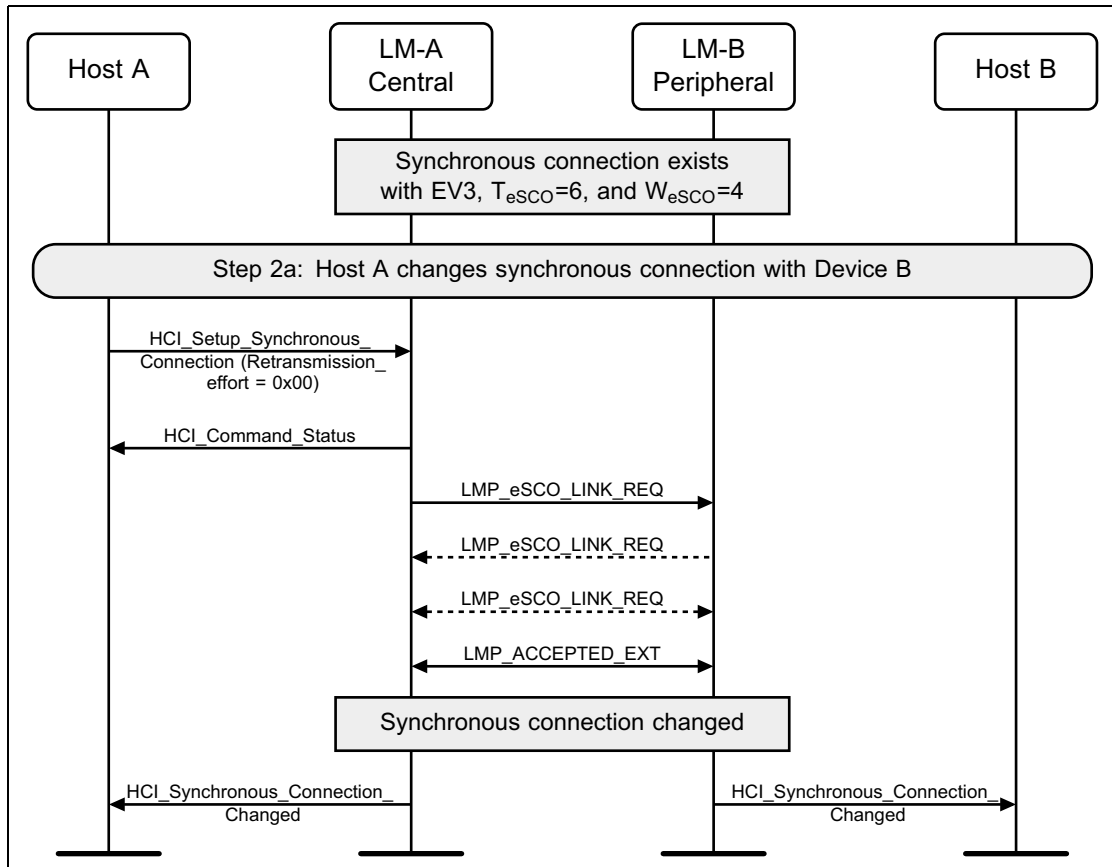 Host A
LM-A
Central
LM-B
Peripheral
Host B
Synchronous connection exists
with EV3, TeSCO=6, and WeSCO=4
Step 2a: Host A changes synchronous connection with Device B
HCI_Setup_Synchronous_
Connection (Retransmission_
effort = 0x00)
HCI_Command_Status
LMP_eSCO_LINK_REQ
LMP_eSCO_LINK_REQ
LMP_eSCO_LINK_REQ
LMP_ACCEPTED_EXT
Synchronous connection changed
HCI_Synchronous_Connection_
Changed
HCI_Synchronous_Connection_
Changed